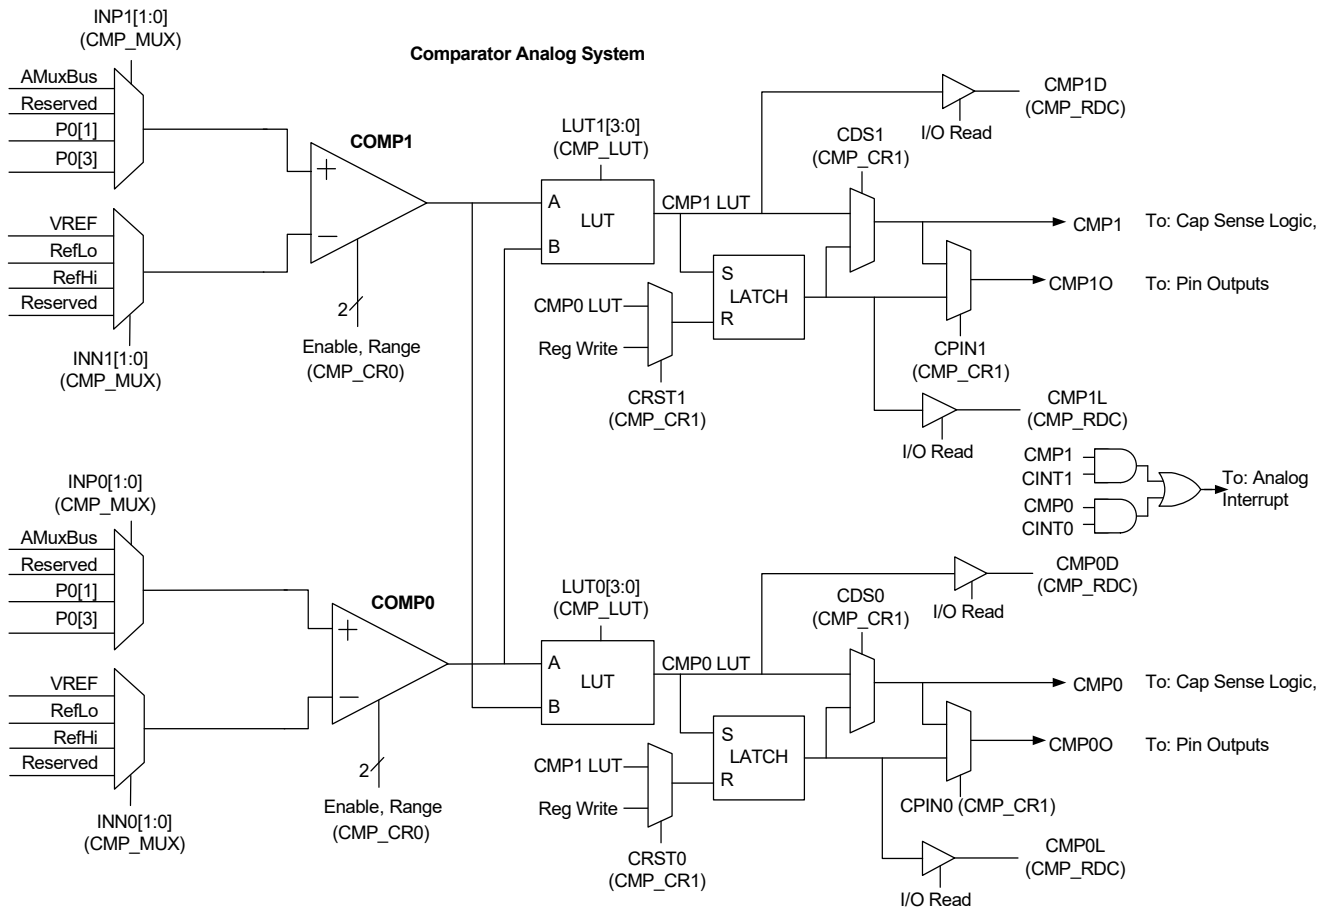 INP1[1:0]
(CMP_MUX)
Comparator Analog System
AMuxBus
Reserved
P0[1]
P0[3]
COMP1
+
−
VREF
RefLo
RefHi
Reserved
INN1[1:0]
(CMP_MUX)
2
Enable, Range
(CMP_CR0)
LUT1[3:0]
(CMP_LUT)
A
LUT
B
CMP1 LUT
CDS1
(CMP_CR1)
I/O Read
CMP1D
(CMP_RDC)
CMP1
To: Cap Sense Logic,
S
LATCH
R
CMP0 LUT
Reg Write
CRST1
(CMP_CR1)
CMP1O
To: Pin Outputs
CPIN1
(CMP_CR1)
CMP1L
(CMP_RDC)
I/O Read
CMP1
CINT1
CMP0
CINT0
To: Analog
Interrupt
INP0[1:0]
(CMP_MUX)
AMuxBus
Reserved
P0[1]
P0[3]
COMP0
+
−
VREF
RefLo
RefHi
Reserved
INN0[1:0]
(CMP_MUX)
2
Enable, Range
(CMP_CR0)
LUT0[3:0]
(CMP_LUT)
A
LUT
B
CMP0 LUT
CDS0
(CMP_CR1)
I/O Read
CMP0D
(CMP_RDC)
CMP0
To: Cap Sense Logic,
S
LATCH
R
CMP1 LUT
Reg Write
CRST0
(CMP_CR1)
CMP0O
To: Pin Outputs
CPIN0 (CMP_CR1)
CMP0L
(CMP_RDC)
I/O Read